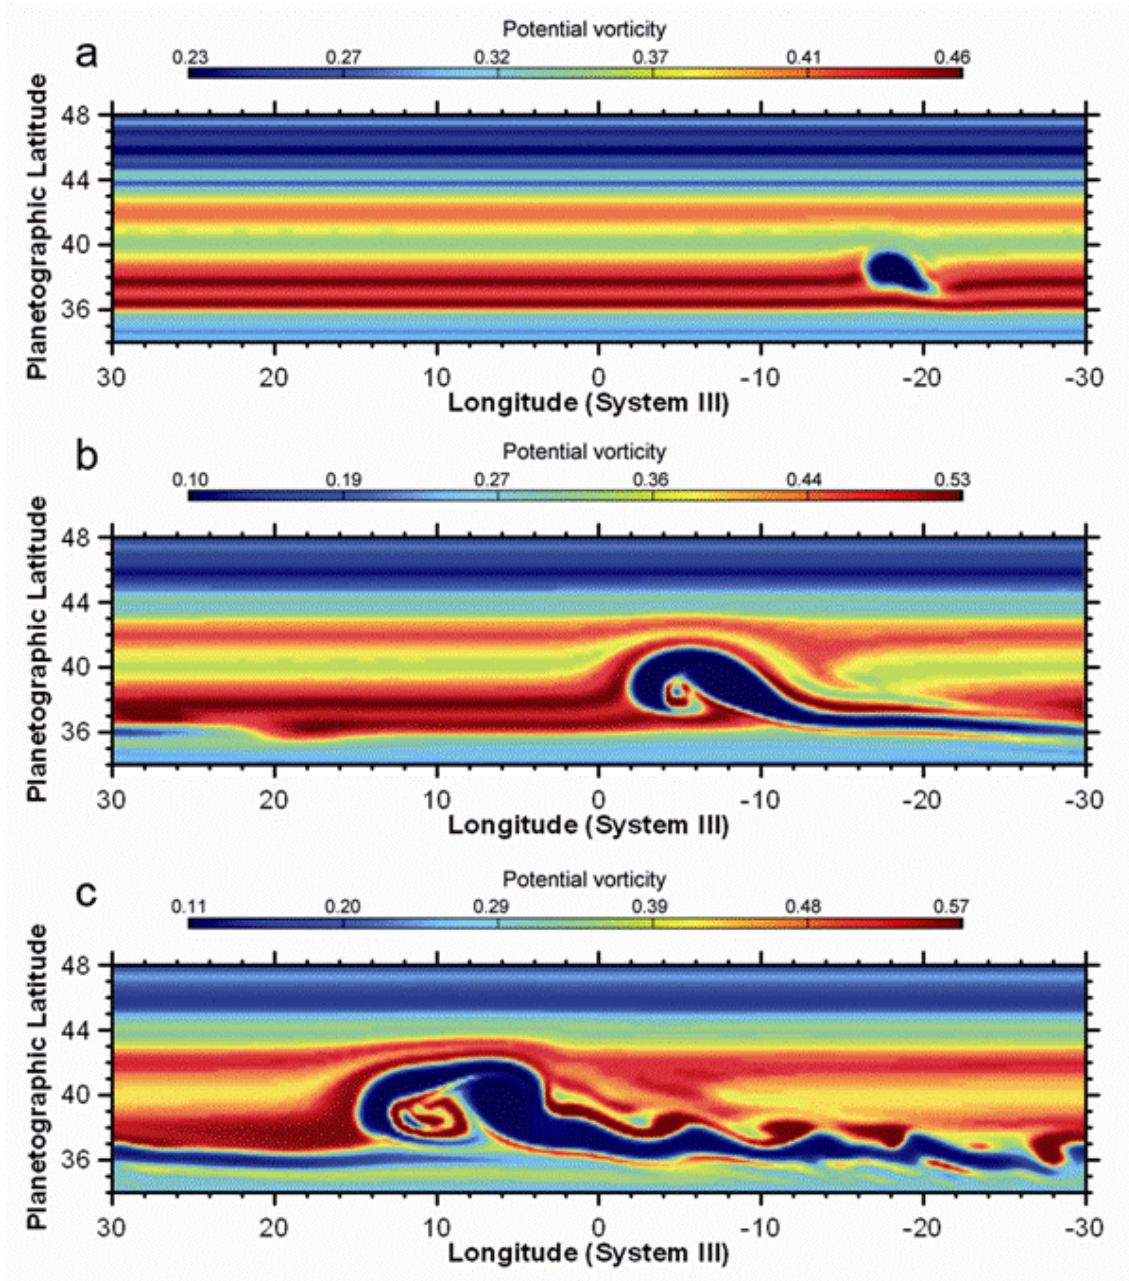 a
Potential vorticity
0.23 0.27 0.32 0.37 0.41 0.46
Planetographic Latitude
48
44
40
36
30 20 10 0 -10 -20 -30
Longitude (System III)
b
Potential vorticity
0.10 0.19 0.27 0.36 0.44 0.53
Planetographic Latitude
48
44
40
36
30 20 10 0 -10 -20 -30
Longitude (System III)
c
Potential vorticity
0.11 0.20 0.29 0.39 0.48 0.57
Planetographic Latitude
48
44
40
36
30 20 10 0 -10 -20 -30
Longitude (System III)